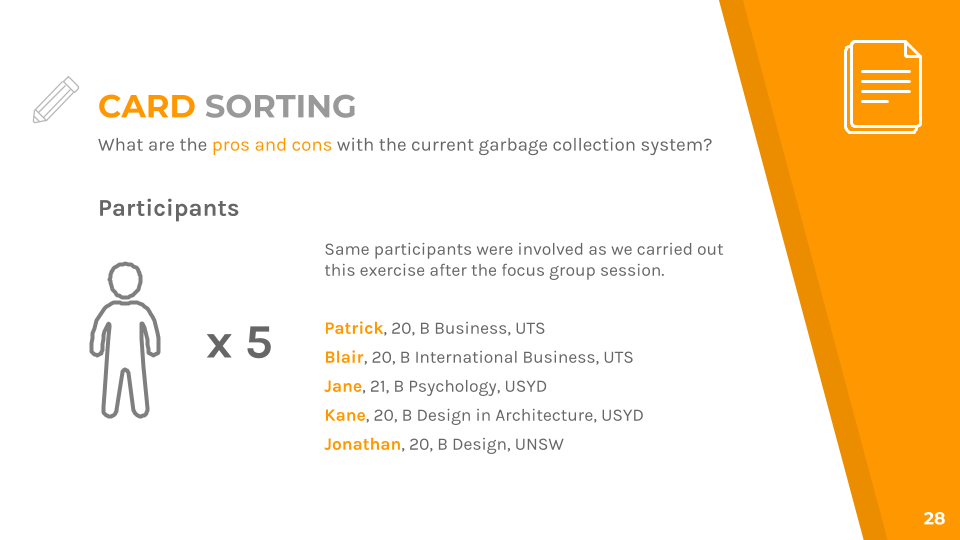 CARD SORTING
What are the pros and cons with the current garbage collection system?
Participants
Same participants were involved as we carried out
this exercise after the focus group session.
x 5
Patrick, 20, B Business, UTS
Blair, 20, B International Business, UTS
Jane, 21, B Psychology, USYD
Kane, 20, B Design in Architecture, USYD
Jonathan, 20, B Design, UNSW
28